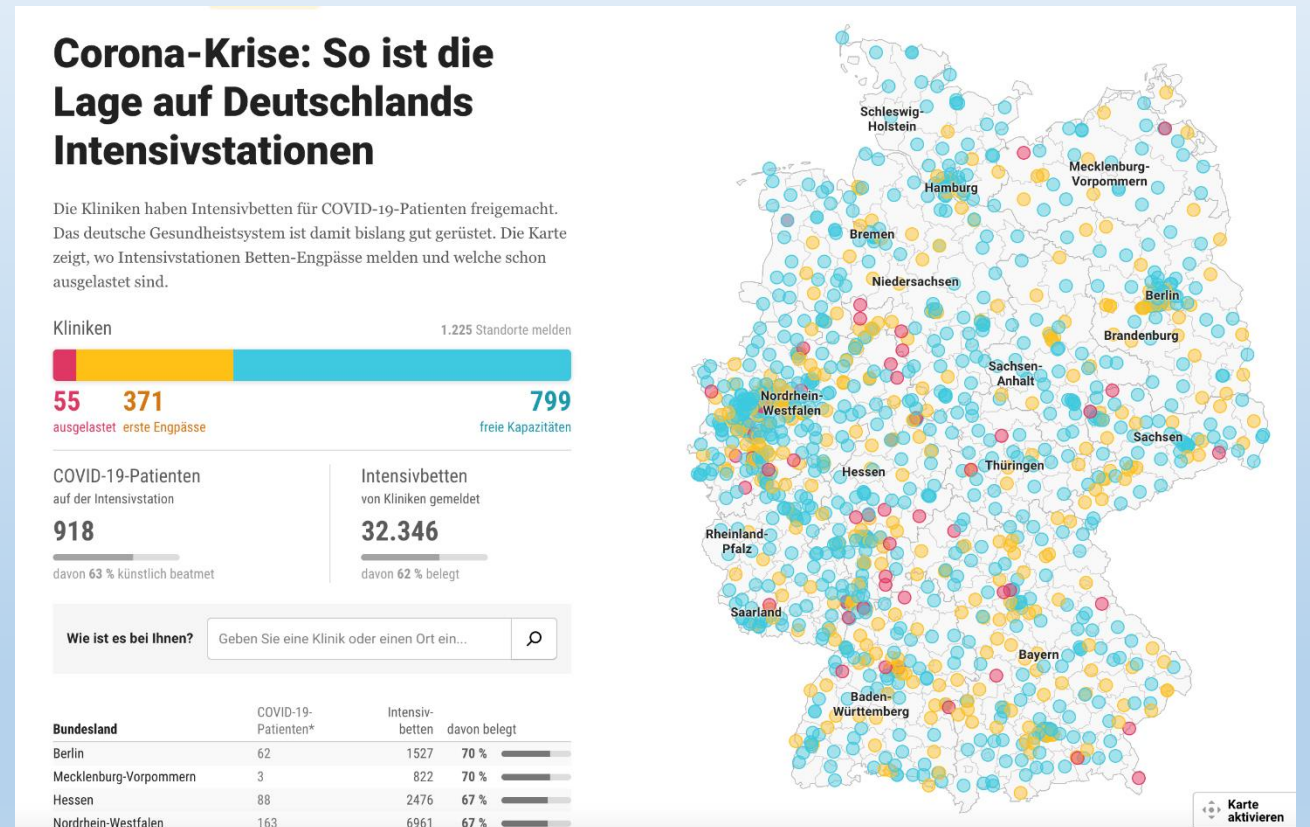 Corona-Krise: So ist die
Lage auf Deutschlands
Intensivstationen
Die Kliniken haben Intensivbetten für COVID-19-Patienten freigemacht.
Das deutsche Gesundheistsystem ist damit bislang gut gerüstet. Die Karte
zeigt, wo Intensivstationen Betten-Engpässe melden und welche schon
ausgelastet sind.
Kliniken 1.225 Standorte melden
55 371 799
ausgelastet erste Engpässe freie Kapazitäten
COVID-19-Patienten Intensivbetten
auf der Intensivstation von Kliniken gemeldet
918 32.346
davon 63 % künstlich beatmet davon 62 % belegt
Wie ist es bei Ihnen? Geben Sie eine Klinik oder einen Ort ein...
COVID-19- Intensiv-
Bundesland Patienten* betten davon belegt
Berlin 62 1527 70 %
Mecklenburg-Vorpommern 3 822 70 %
Hessen 88 2476 67 %
Nordrhein-Westfalen 163 6961 67 %
Schleswig-
Holstein
Mecklenburg-
Vorpommern
Hamburg
Bremen
Niedersachsen
Berlin
Brandenburg
Sachsen-
Anhalt
Nordrhein-
Westfalen
Sachsen
Hessen
Thüringen
Rheinland-
Pfalz
Saarland
Bayern
Baden-
Württemberg
Karte
aktivieren